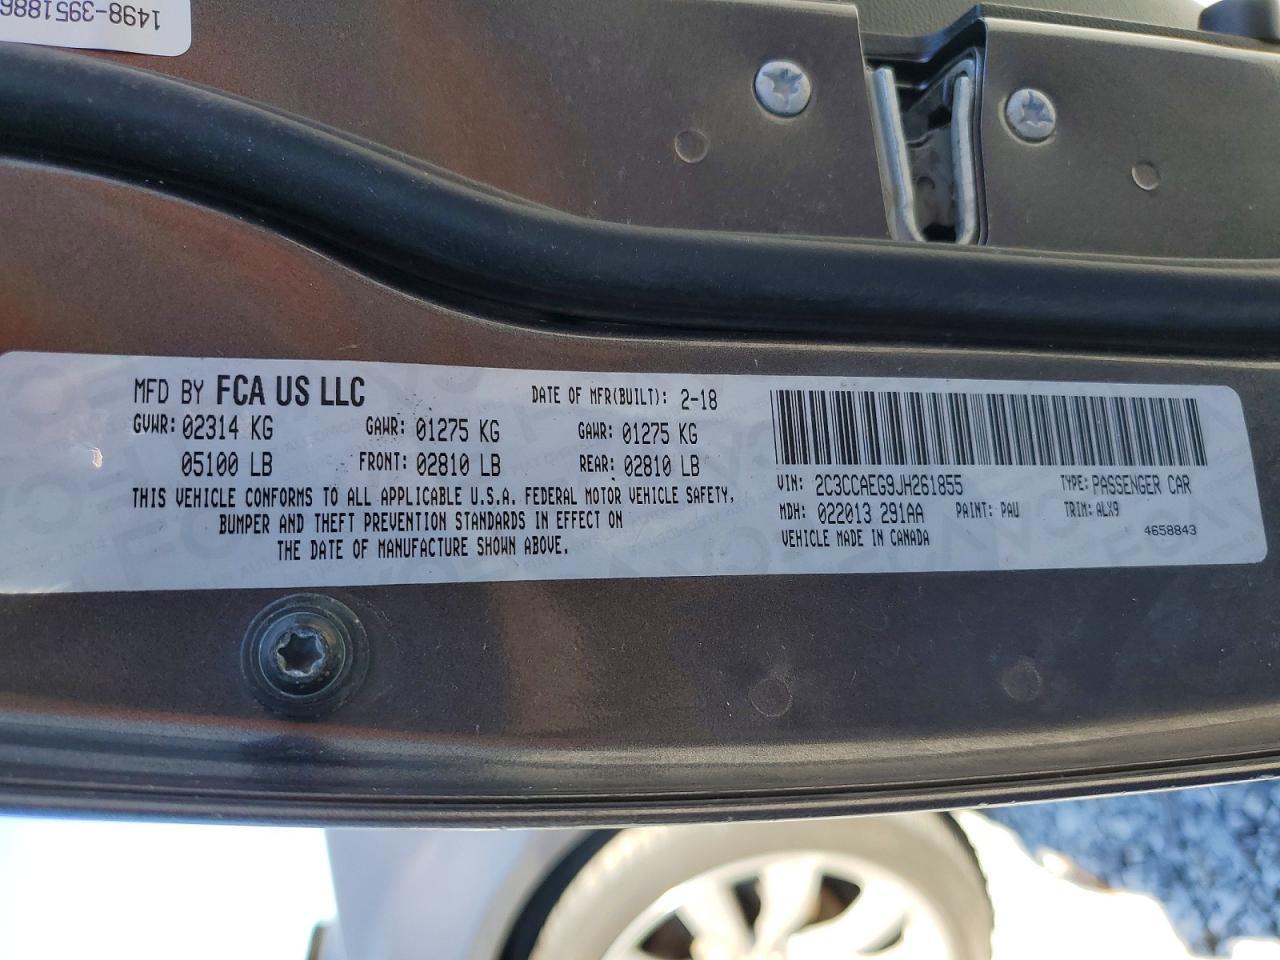 1498-3951886
MFD BY FCA US LLC DATE OF MFR(BUILT): 2-18
GVWR: 02314 KG GAWR: 01275 KG GAWR: 01275 KG
05100 LB FRONT: 02810 LB REAR: 02810 LB
THIS VEHICLE CONFORMS TO ALL APPLICABLE U.S.A. FEDERAL MOTOR VEHICLE SAFETY,
BUMPER AND THEFT PREVENTION STANDARDS IN EFFECT ON
THE DATE OF MANUFACTURE SHOWN ABOVE.
VIN: 2C3CCAEG9JH261855 TYPE: PASSENGER CAR
MDH: 022013 291AA PAINT: PAU TRIM: ALX9
VEHICLE MADE IN CANADA 4658843